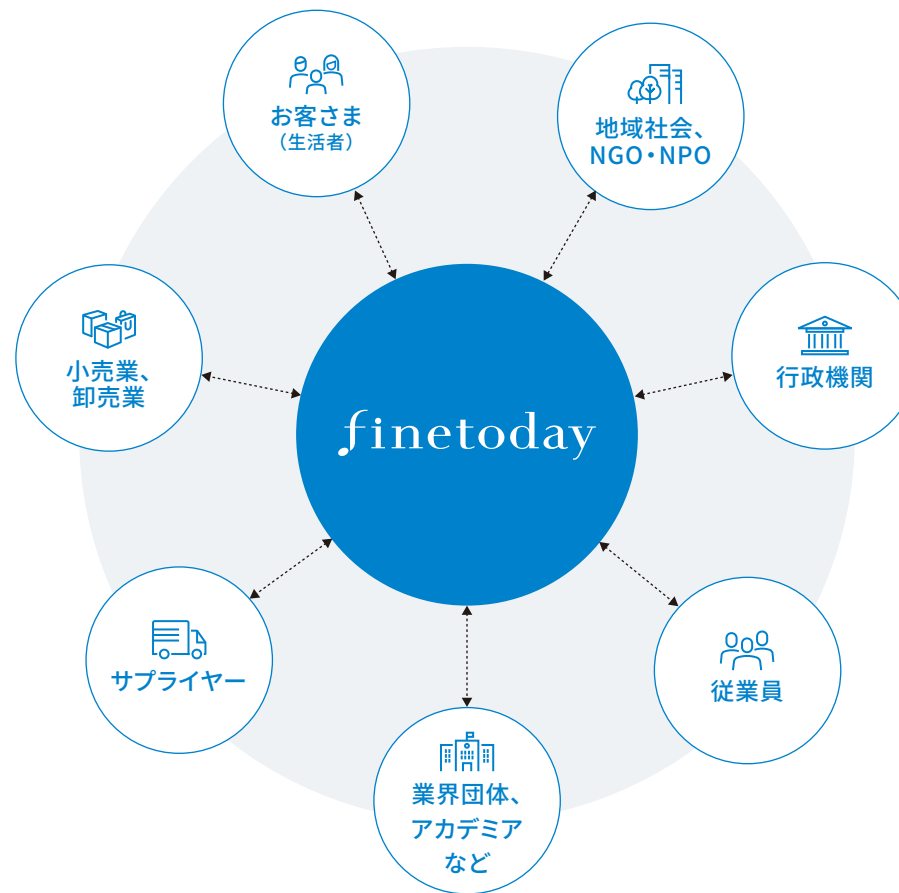 お客さま
（生活者）
地域社会、
NGO・NPO
小売業、
卸売業
行政機関
finetoday
サプライヤー
従業員
業界団体、
アカデミア
など